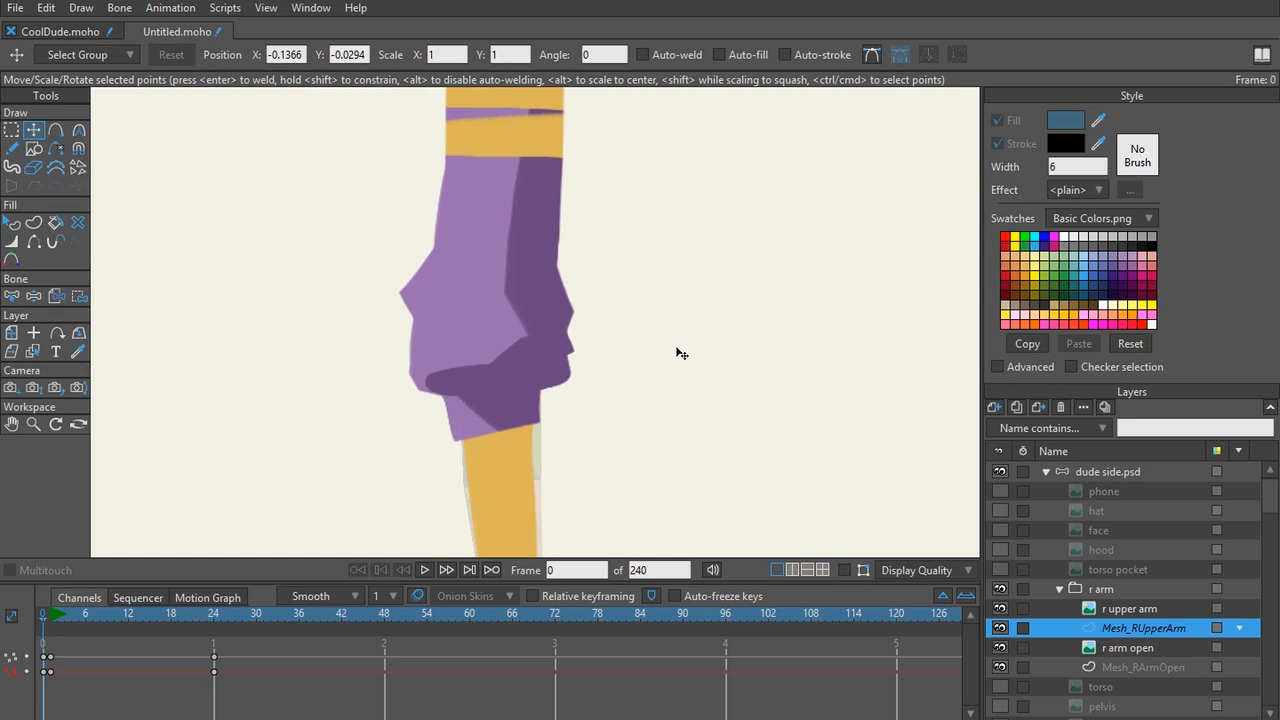 File Edit Draw Bone Animation Scripts View Window Help
CoolDude.moho Untitled.moho
Select Group Reset Position X: -0.1366 Y: -0.0294 Scale X: 1 Y: 1 Angle: 0 Auto-weld Auto-fill Auto-stroke
Move/Scale/Rotate selected points (press <enter> to weld, hold <shift> to constrain, <alt> to disable auto-welding, <alt> to scale to center, <shift> while scaling to squash, <ctrl/cmd> to select points) Frame: 0
Tools
Draw
Fill
Bone
Layer
Camera
Workspace
Style
Fill
Stroke
No
Brush
Width 6
Effect <plain> ...
Swatches Basic Colors.png
Copy Paste Reset
Advanced Checker selection
Layers
Name contains...
Name
dude side.psd
phone
hat
face
hood
torso pocket
r arm
r upper arm
Mesh_RUpperArm
r arm open
Mesh_RArmOpen
torso
pelvis
Multitouch Frame 0 of 240 Display Quality
Channels Sequencer Motion Graph Smooth 1 Onion Skins Relative keyframing Auto-freeze keys
0 6 12 18 24 30 36 42 48 54 60 66 72 78 84 90 96 102 108 114 120 126
0 1 2 3 4 5